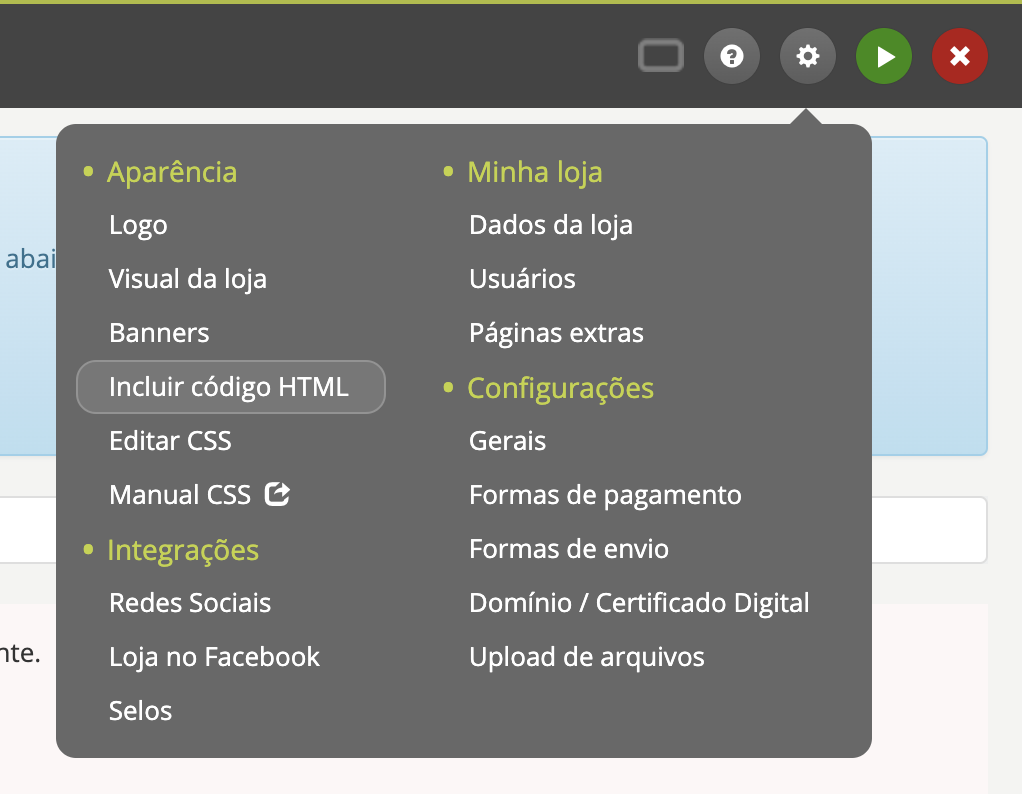 • Aparência
Logo
Visual da loja
Banners
Incluir código HTML
Editar CSS
Manual CSS
• Integrações
Redes Sociais
Loja no Facebook
Selos
• Minha loja
Dados da loja
Usuários
Páginas extras
• Configurações
Gerais
Formas de pagamento
Formas de envio
Domínio / Certificado Digital
Upload de arquivos
abai
nte.